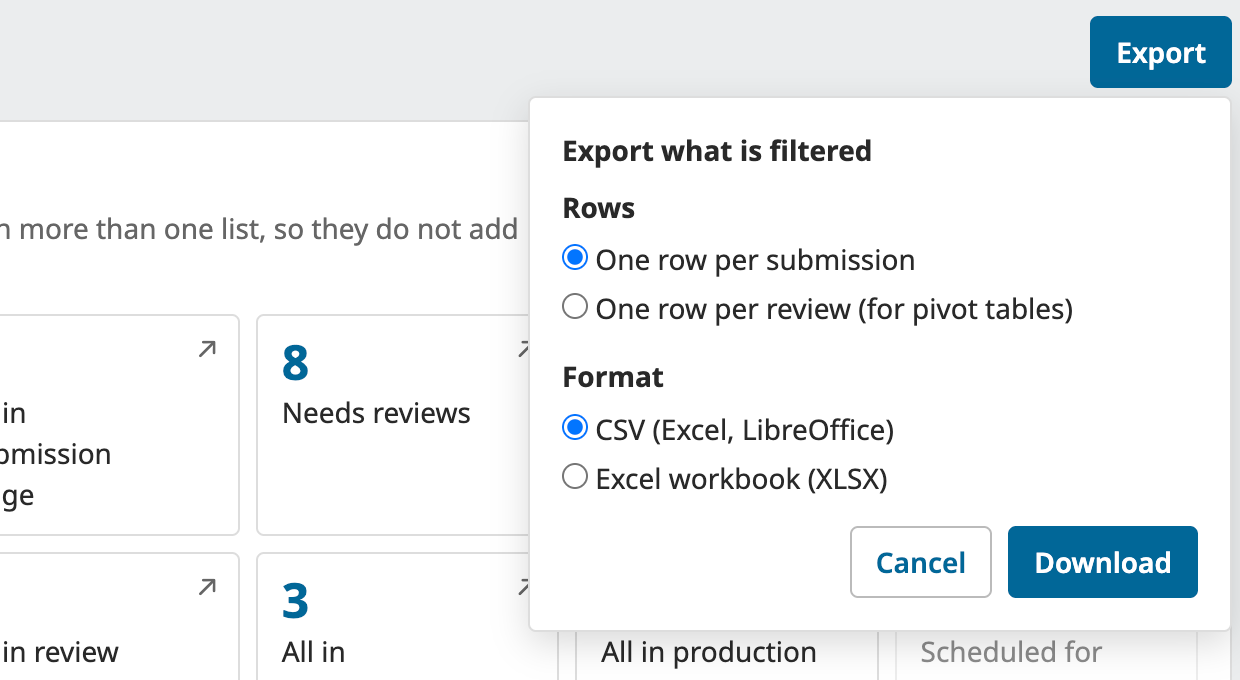 Export
Export what is filtered
Rows
more than one list, so they do not add
One row per submission
One row per review (for pivot tables)
Format
CSV (Excel, LibreOffice)
Excel workbook (XLSX)
Cancel
Download
in
ge
8
Needs reviews
in review
3
All in
All in production
Scheduled for